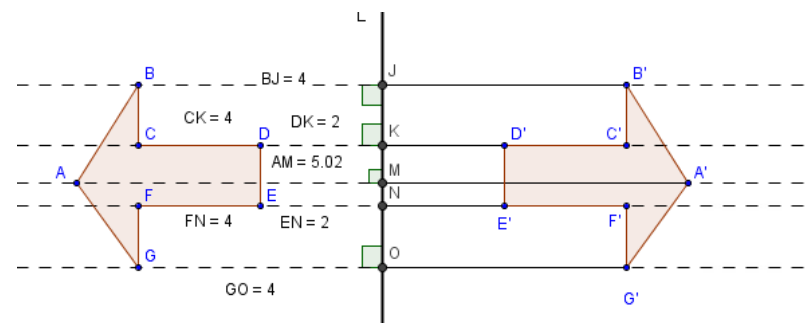 L
B BJ = 4 J B'
CK = 4 DK = 2
C D K D' C'
AM = 5.02
A M A'
F E N
FN = 4 EN = 2 E' F'
G O
GO = 4 G'